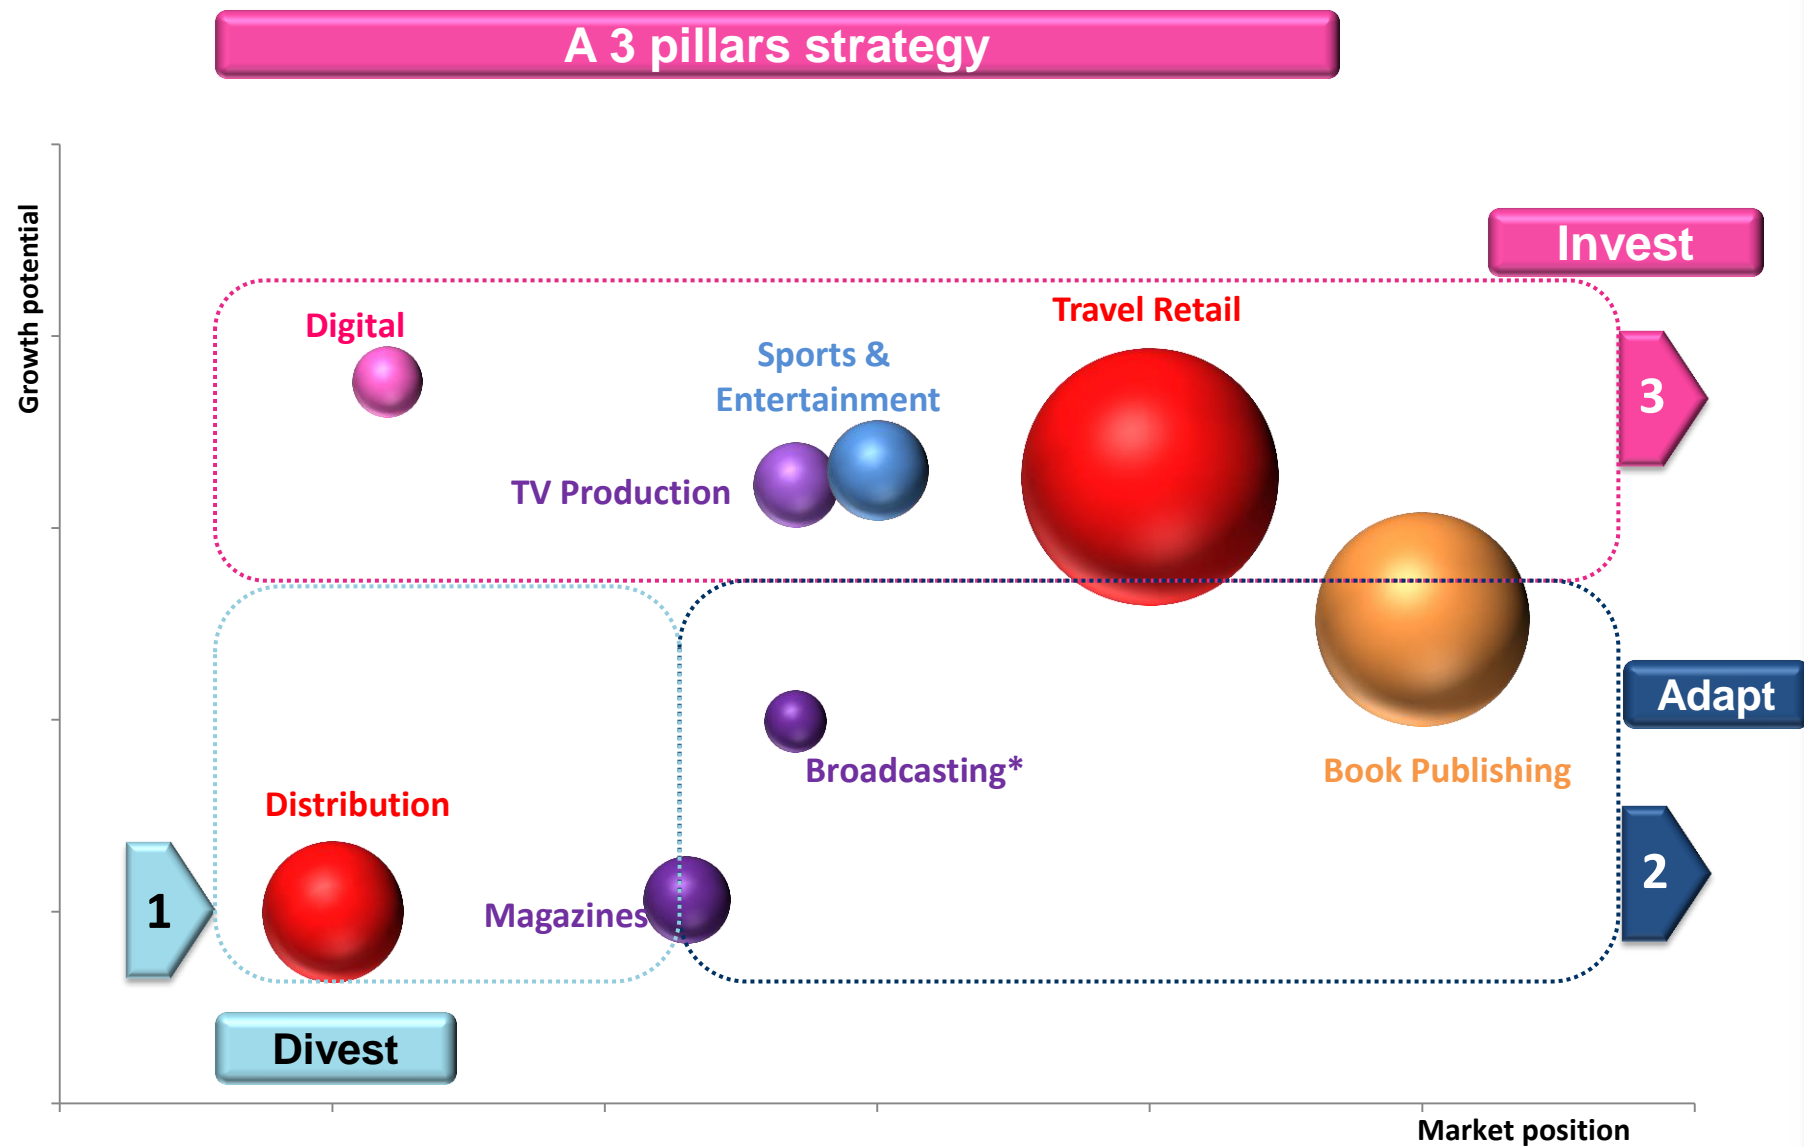 A 3 pillars strategy
Growth potential
Invest
Travel Retail
Digital
Sports &
Entertainment
3
TV Production
Adapt
Broadcasting*
Book Publishing
Distribution
2
1
Magazines
Divest
Market position